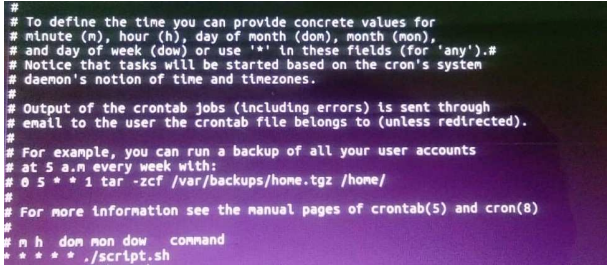 #
# To define the time you can provide concrete values for
# minute (m), hour (h), day of month (dom), month (mon),
# and day of week (dow) or use '*' in these fields (for 'any').#
# Notice that tasks will be started based on the cron's system
# daemon's notion of time and timezones.
#
# Output of the crontab jobs (including errors) is sent through
# email to the user the crontab file belongs to (unless redirected).
#
# For example, you can run a backup of all your user accounts
# at 5 a.m every week with:
# 0 5 * * 1 tar -zcf /var/backups/home.tgz /home/
#
# For more information see the manual pages of crontab(5) and cron(8)
#
# m h  dom mon dow   command
* * * * * ./script.sh